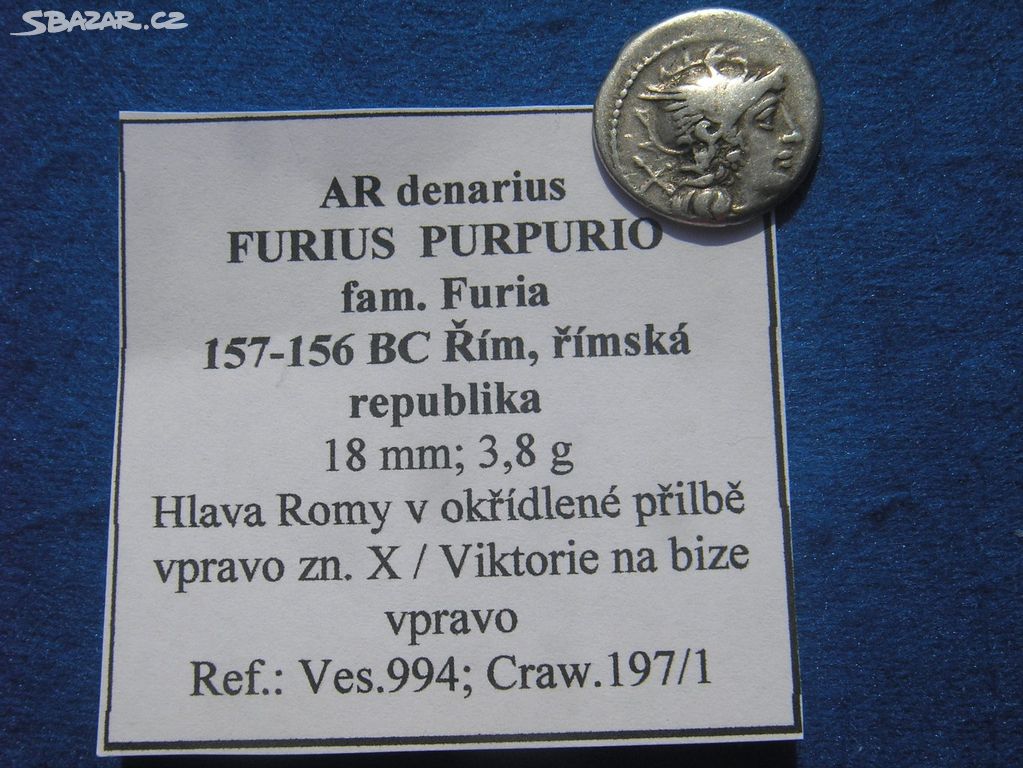 SBAZAR.CZ
AR denarius
FURIUS PURPURIO
fam. Furia
157-156 BC Řím, římská
republika
18 mm; 3,8 g
Hlava Romy v okřídlené přilbě
vpravo zn. X / Viktorie na bize
vpravo
Ref.: Ves.994; Craw.197/1